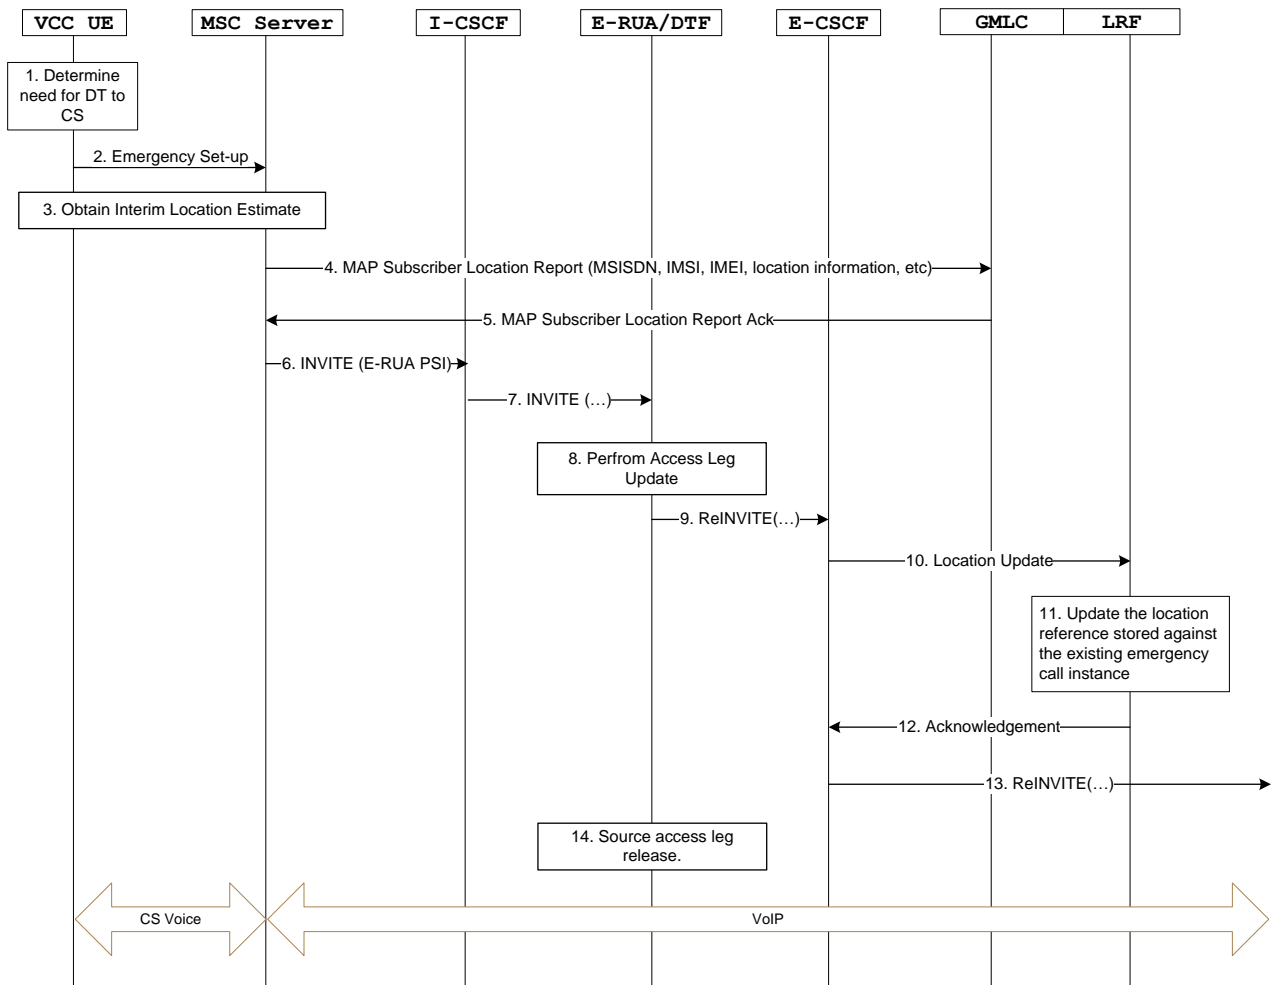 VCC UE
MSC Server
I-CSCF
E-RUA/DTF
E-CSCF
GMLC
LRF
1. Determine
need for DT to
CS
2. Emergency Set-up
3. Obtain Interim Location Estimate
4. MAP Subscriber Location Report (MSISDN, IMSI, IMEI, location information, etc)
5. MAP Subscriber Location Report Ack
6. INVITE (E-RUA PSI)
7. INVITE (…)
8. Perfrom Access Leg
Update
9. ReINVITE(…)
10. Location Update
11. Update the location
reference stored against
the existing emergency
call instance
12. Acknowledgement
13. ReINVITE(…)
14. Source access leg
release.
CS Voice
VoIP